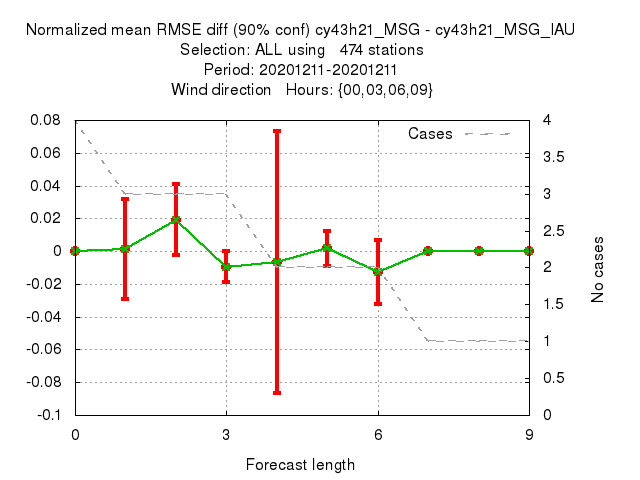 Normalized mean RMSE diff (90% conf) cy43h21_MSG - cy43h21_MSG_IAU
Selection: ALL using   474 stations
Period: 20201211-20201211
Wind direction   Hours: {00,03,06,09}
Cases
0.08
0.06
0.04
0.02
0
-0.02
-0.04
-0.06
-0.08
-0.1
4
3.5
3
2.5
2
1.5
1
0.5
0
No cases
0 3 6 9
Forecast length